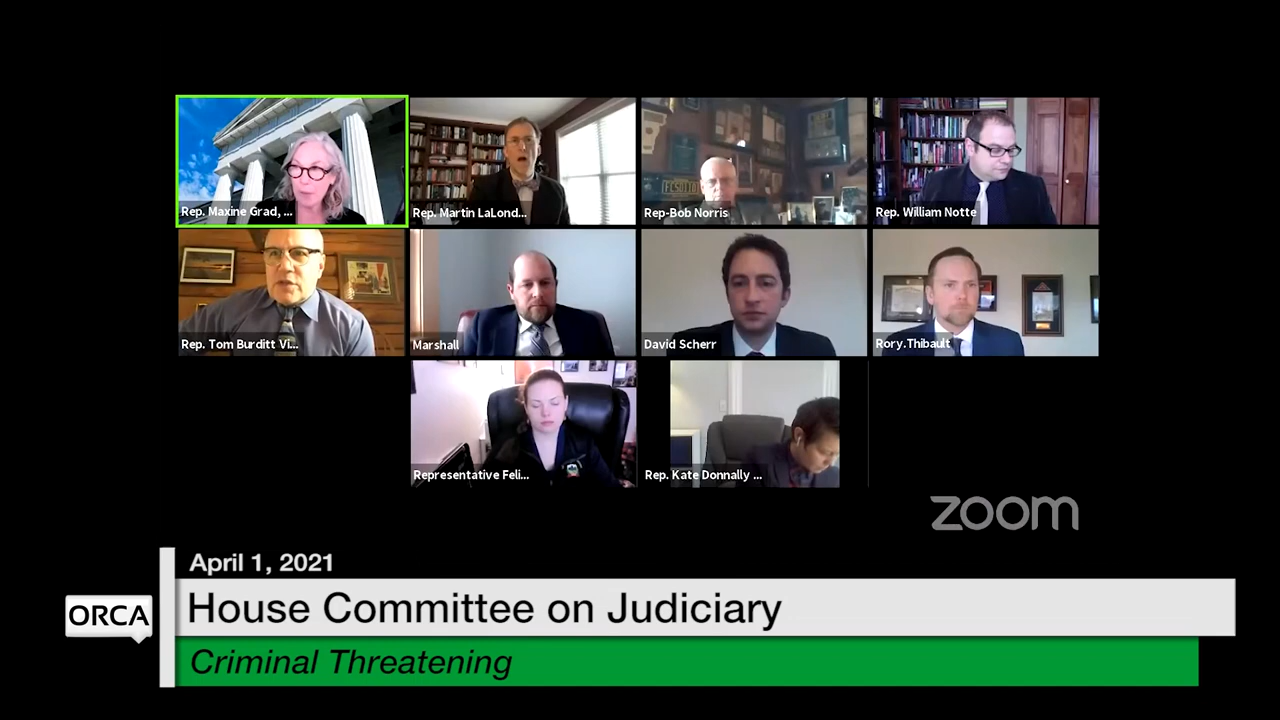 Rep. Maxine Grad, ...
Rep. Martin LaLond...
Rep-Bob Norris
Rep. William Notte
Rep. Tom Burditt VI...
Marshall
David Scherr
Rory.Thibault
Representative Feli...
Rep. Kate Donnally ...
zoom
April 1, 2021
ORCA
House Committee on Judiciary
Criminal Threatening